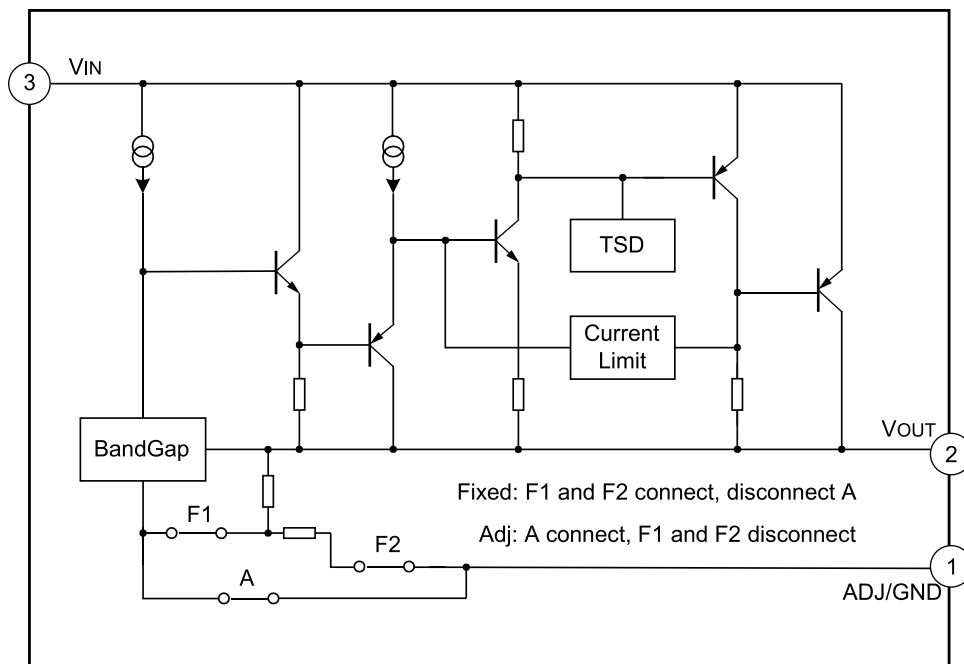 3
VIN
TSD
Current
Limit
BandGap
VOUT
2
Fixed: F1 and F2 connect, disconnect A
F1
Adj: A connect, F1 and F2 disconnect
F2
1
A
ADJ/GND